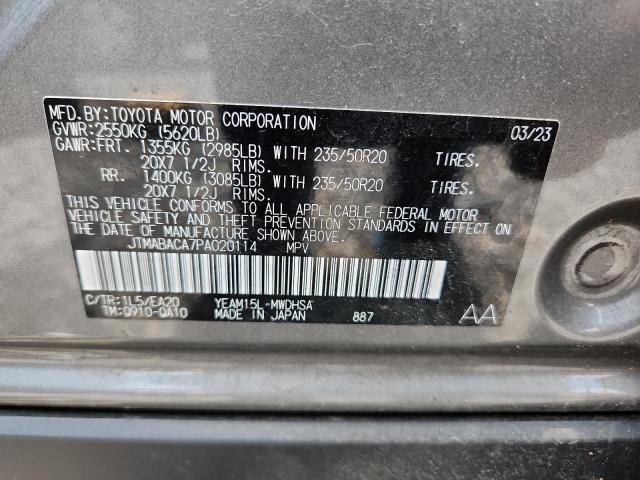 MFD.BY:TOYOTA MOTOR CORPORATION 03/23
GVWR:2550KG (5620LB)
GAWR:FRT. 1355KG (2985LB) WITH 235/50R20 TIRES.
20X7 1/2J RIMS.
RR. 1400KG (3085LB) WITH 235/50R20 TIRES.
20X7 1/2J RIMS.
THIS VEHICLE CONFORMS TO ALL APPLICABLE FEDERAL MOTOR
VEHICLE SAFETY AND THEFT PREVENTION STANDARDS IN EFFECT ON
THE DATE OF MANUFACTURE SHOWN ABOVE.
JTMABACA7PA020114 MPV
C/TR:1L5/EA20 YEAM15L-MWDHSA
TM:Q910-QA10 MADE IN JAPAN 887 AA